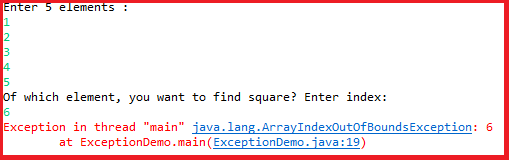 Enter 5 elements :
1
2
3
4
5
Of which element, you want to find square? Enter index:
6
Exception in thread "main" java.lang.ArrayIndexOutOfBoundsException: 6
at ExceptionDemo.main(ExceptionDemo.java:19)